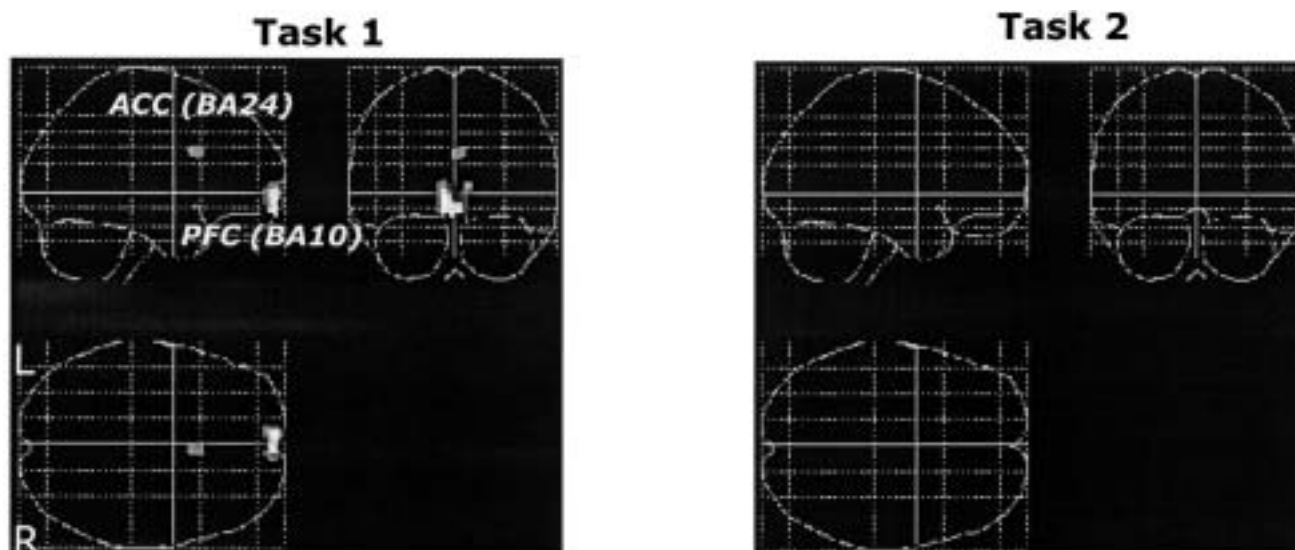 Task 1
Task 2
ACC (BA24)
PFC (BA10)
L
R